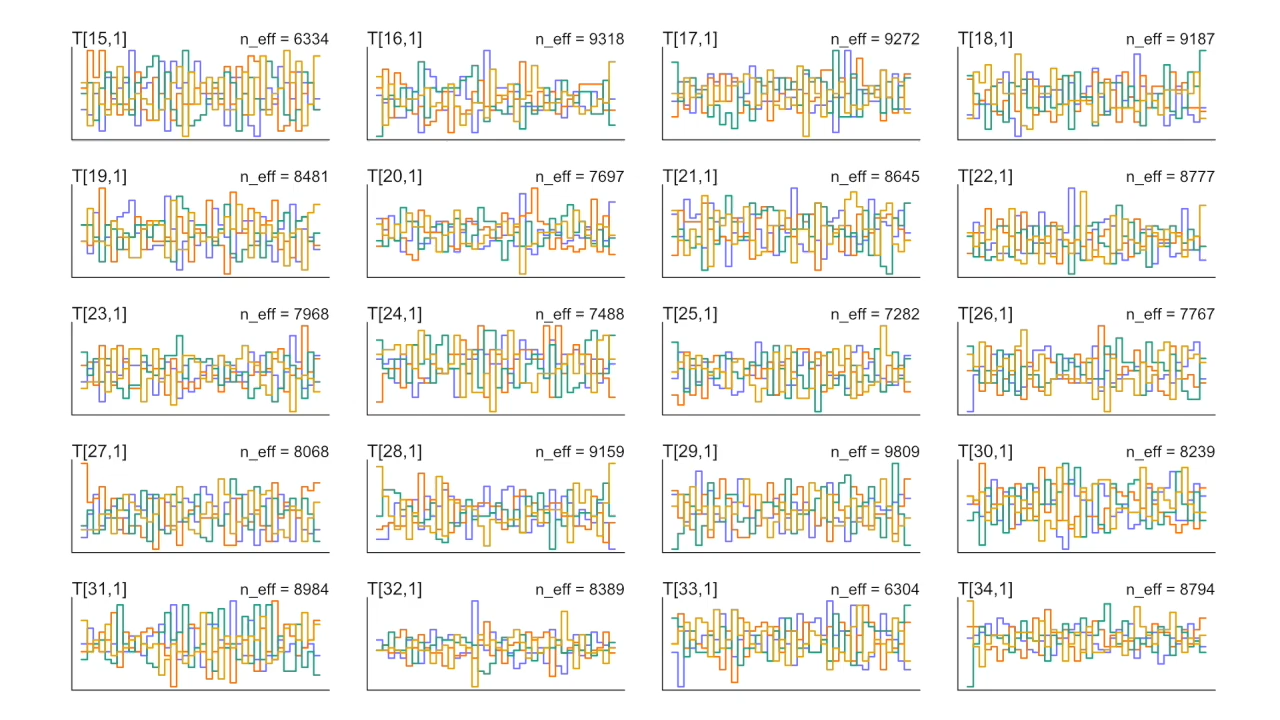 T[15,1] n_eff = 6334 T[16,1] n_eff = 9318 T[17,1] n_eff = 9272 T[18,1] n_eff = 9187
T[19,1] n_eff = 8481 T[20,1] n_eff = 7697 T[21,1] n_eff = 8645 T[22,1] n_eff = 8777
T[23,1] n_eff = 7968 T[24,1] n_eff = 7488 T[25,1] n_eff = 7282 T[26,1] n_eff = 7767
T[27,1] n_eff = 8068 T[28,1] n_eff = 9159 T[29,1] n_eff = 9809 T[30,1] n_eff = 8239
T[31,1] n_eff = 8984 T[32,1] n_eff = 8389 T[33,1] n_eff = 6304 T[34,1] n_eff = 8794